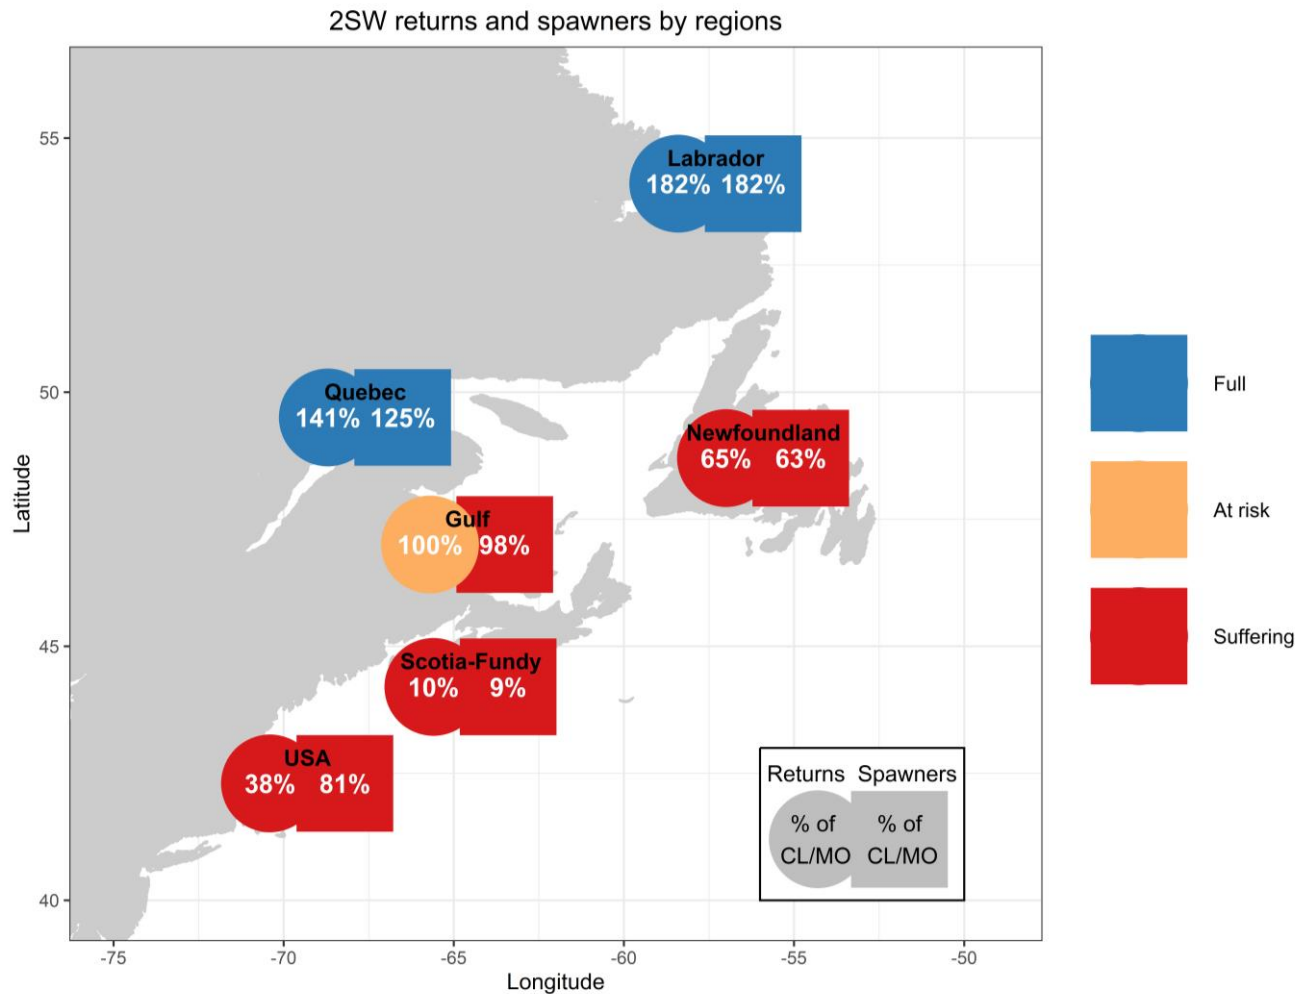 2SW returns and spawners by regions
55
Labrador
182% 182%
50
Quebec
141% 125%
Newfoundland
65% 63%
Gulf
100% 98%
45
Scotia-Fundy
10% 9%
USA
38% 81%
40
Latitude
-75 -70 -65 -60 -55 -50
Longitude
Returns Spawners
% of % of
CL/MO CL/MO
Full
At risk
Suffering